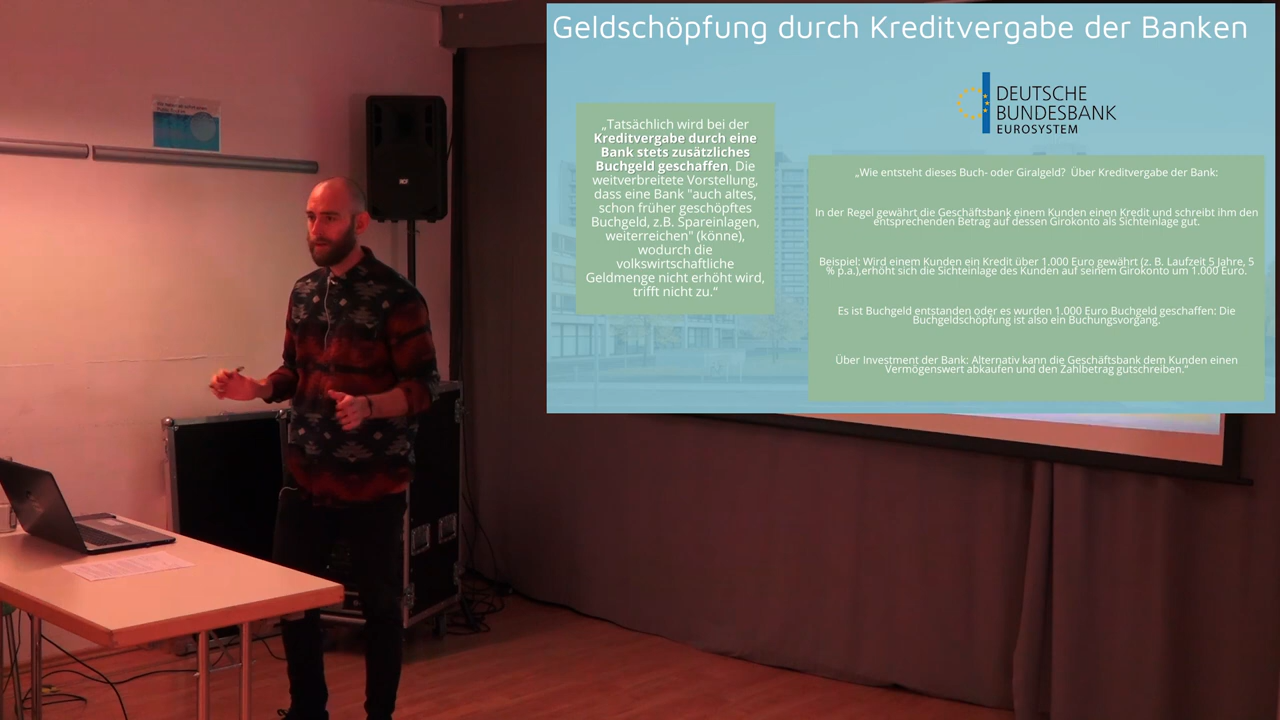 Geldschöpfung durch Kreditvergabe der Banken
„Tatsächlich wird bei der
Kreditvergabe durch eine
Bank stets zusätzliches
Buchgeld geschaffen. Die
weitverbreitete Vorstellung,
dass eine Bank "auch altes,
schon früher geschöpftes
Buchgeld, z.B. Spareinlagen,
weiterreichen" (könne),
wodurch die
volkswirtschaftliche
Geldmenge nicht erhöht wird,
trifft nicht zu.“
DEUTSCHE
BUNDESBANK
EUROSYSTEM
„Wie entsteht dieses Buch- oder Giralgeld? Über Kreditvergabe der Bank:
In der Regel gewährt die Geschäftsbank einem Kunden einen Kredit und schreibt ihm den
entsprechenden Betrag auf dessen Girokonto als Sichteinlage gut.
Beispiel: Wird einem Kunden ein Kredit über 1.000 Euro gewährt (z. B. Laufzeit 5 Jahre, 5
% p.a.),erhöht sich die Sichteinlage des Kunden auf seinem Girokonto um 1.000 Euro.
Es ist Buchgeld entstanden oder es wurden 1.000 Euro Buchgeld geschaffen: Die
Buchgeldschöpfung ist also ein Buchungsvorgang.
Über Investment der Bank: Alternativ kann die Geschäftsbank dem Kunden einen
Vermögenswert abkaufen und den Zahlbetrag gutschreiben.“